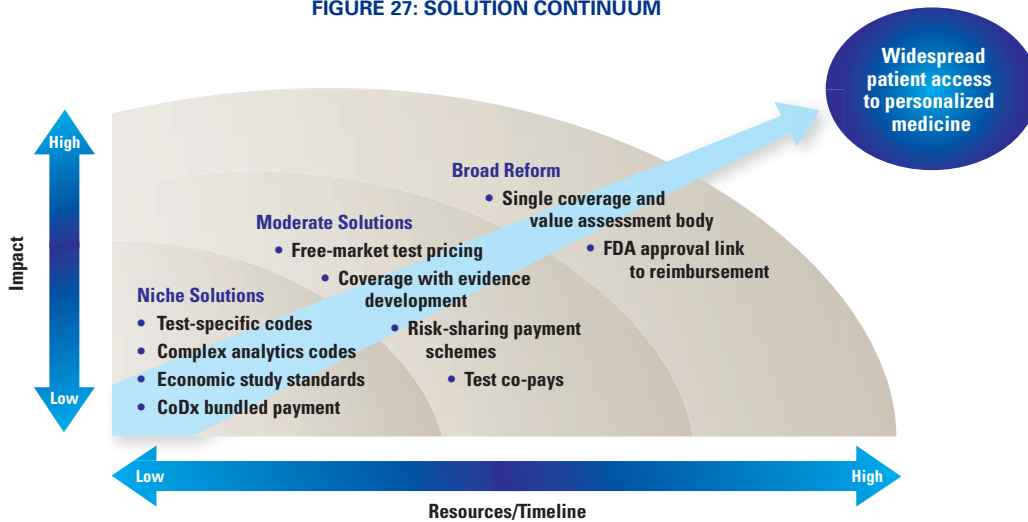 FIGURE 27: SOLUTION CONTINUUM
Widespread
patient access
to personalized
medicine
High
Impact
Low
Broad Reform
• Single coverage and
value assessment body
• FDA approval link
to reimbursement
Moderate Solutions
• Free-market test pricing
• Coverage with evidence
development
• Risk-sharing payment
schemes
• Test co-pays
Niche Solutions
• Test-specific codes
• Complex analytics codes
• Economic study standards
• CoDx bundled payment
Low
High
Resources/Timeline